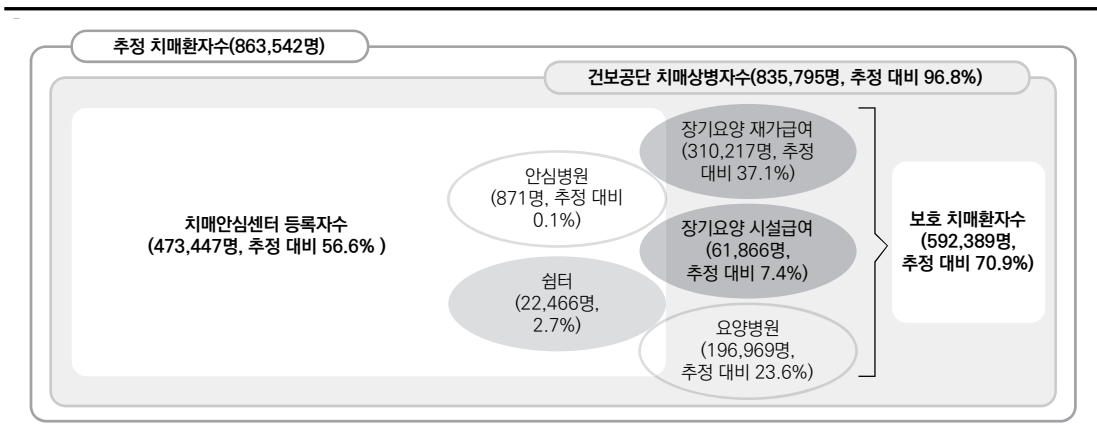 추정 치매환자수(863,542명)
건보공단 치매상병자수(835,795명, 추정 대비 96.8%)
치매안심센터 등록자수
(473,447명, 추정 대비 56.6% )
안심병원
(871명, 추정 대비
0.1%)
쉼터
(22,466명,
2.7%)
장기요양 재가급여
(310,217명, 추정
대비 37.1%)
장기요양 시설급여
(61,866명,
추정 대비 7.4%)
요양병원
(196,969명,
추정 대비 23.6%)
보호 치매환자수
(592,389명,
추정 대비 70.9%)